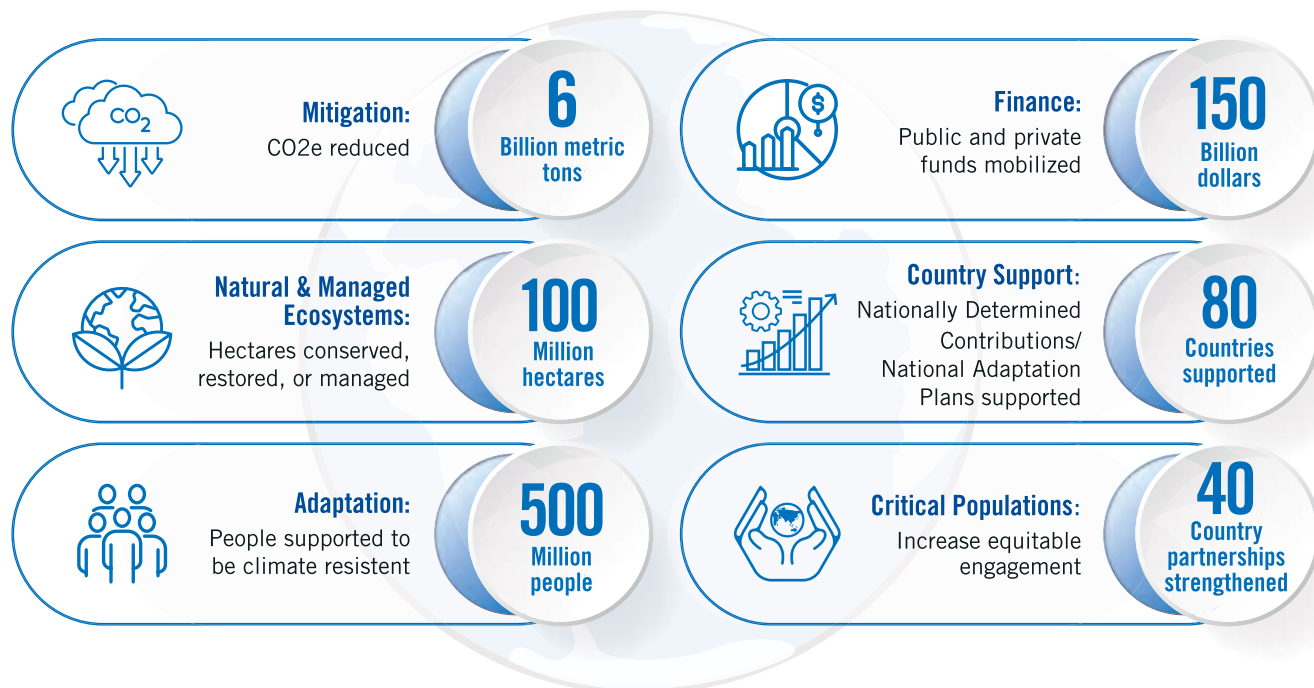 CO2
Mitigation:
CO2e reduced
6
Billion metric
tons
$
Finance:
Public and private
funds mobilized
150
Billion
dollars
Natural & Managed
Ecosystems:
Hectares conserved,
restored, or managed
100
Million
hectares
Country Support:
Nationally Determined
Contributions/
National Adaptation
Plans supported
80
Countries
supported
Adaptation:
People supported to
be climate resistent
500
Million
people
Critical Populations:
Increase equitable
engagement
40
Country
partnerships
strengthened